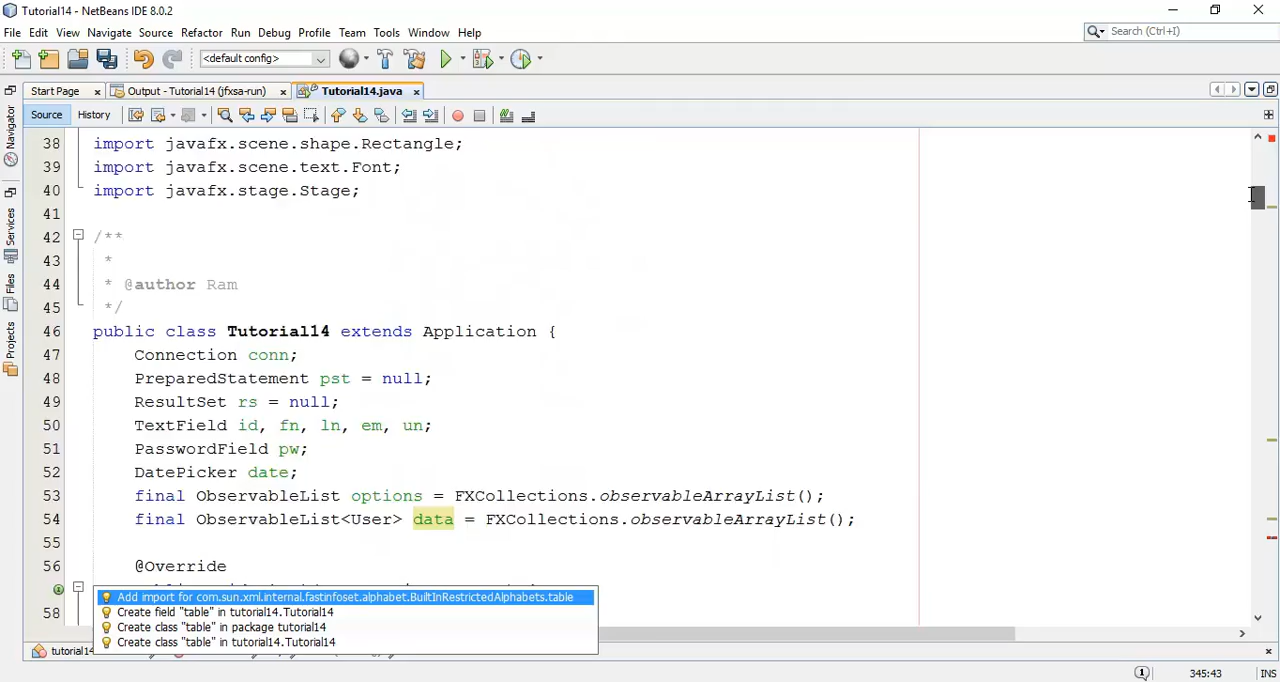 Tutorial14 - NetBeans IDE 8.0.2
File Edit View Navigate Source Refactor Run Debug Profile Team Tools Window Help
Search (Ctrl+I)
<default config>
Start Page Output - Tutorial14 (jfxsa-run) Tutorial14.java
Source History
Navigator
Services
Files
Projects
38 import javafx.scene.shape.Rectangle;
39 import javafx.scene.text.Font;
40 import javafx.stage.Stage;
41
42 /**
43 *
44 * @author Ram
45 */
46 public class Tutorial14 extends Application {
47 Connection conn;
48 PreparedStatement pst = null;
49 ResultSet rs = null;
50 TextField id, fn, ln, em, un;
51 PasswordField pw;
52 DatePicker date;
53 final ObservableList options = FXCollections.observableArrayList();
54 final ObservableList<User> data = FXCollections.observableArrayList();
55
56 @Override
Add import for com.sun.xml.internal.fastinfoset.alphabet.BuiltInRestrictedAlphabets.table
Create field "table" in tutorial14.Tutorial14
58 Create class "table" in package tutorial14
Create class "table" in tutorial14.Tutorial14
tutorial14
345:43 INS